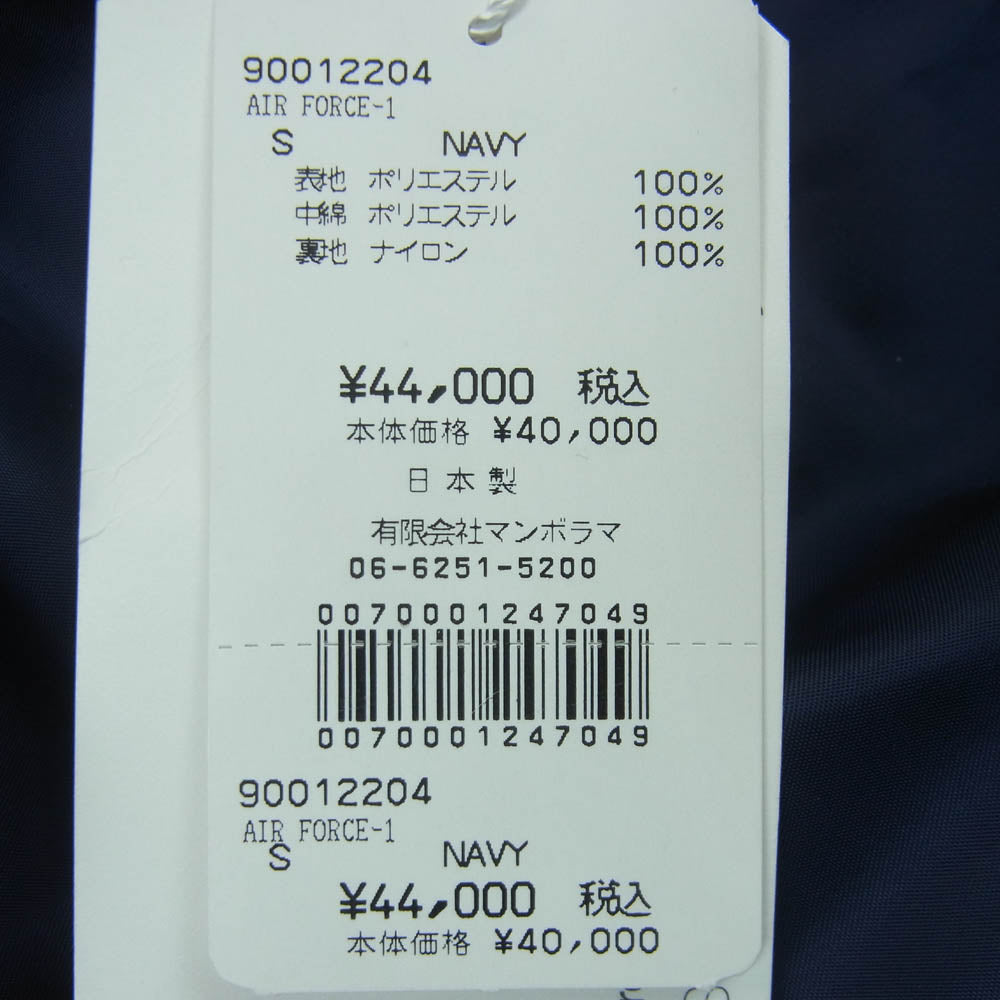 90012204
AIR FORCE-1
S NAVY
表地 ポリエステル 100%
中綿 ポリエステル 100%
裏地 ナイロン 100%
¥44,000 税込
本体価格 ¥40,000
日本製
有限会社マンボラマ
06-6251-5200
0070001247049
0070001247049
90012204
AIR FORCE-1
S NAVY
¥44,000 税込
本体価格 ¥40,000